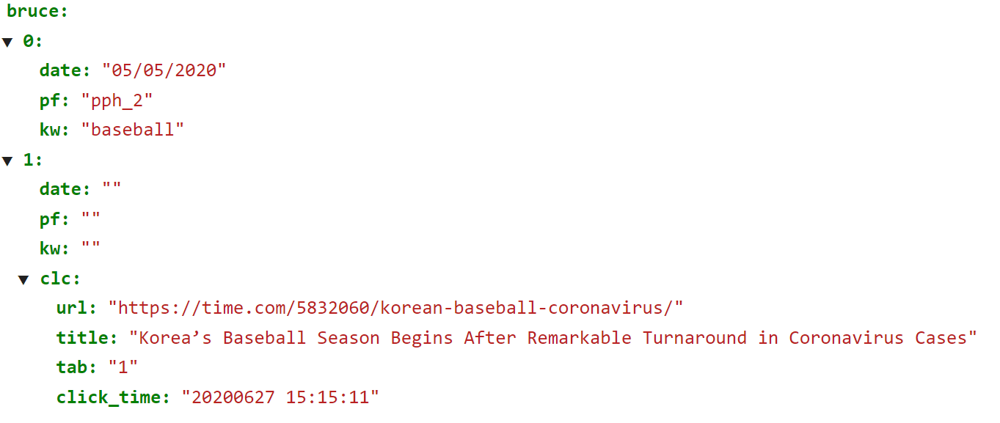 bruce:
0:
date: "05/05/2020"
pf: "pph_2"
kw: "baseball"
1:
date: ""
pf: ""
kw: ""
clc:
url: "https://time.com/5832060/korean-baseball-coronavirus/"
title: "Korea’s Baseball Season Begins After Remarkable Turnaround in Coronavirus Cases"
tab: "1"
click_time: "20200627 15:15:11"